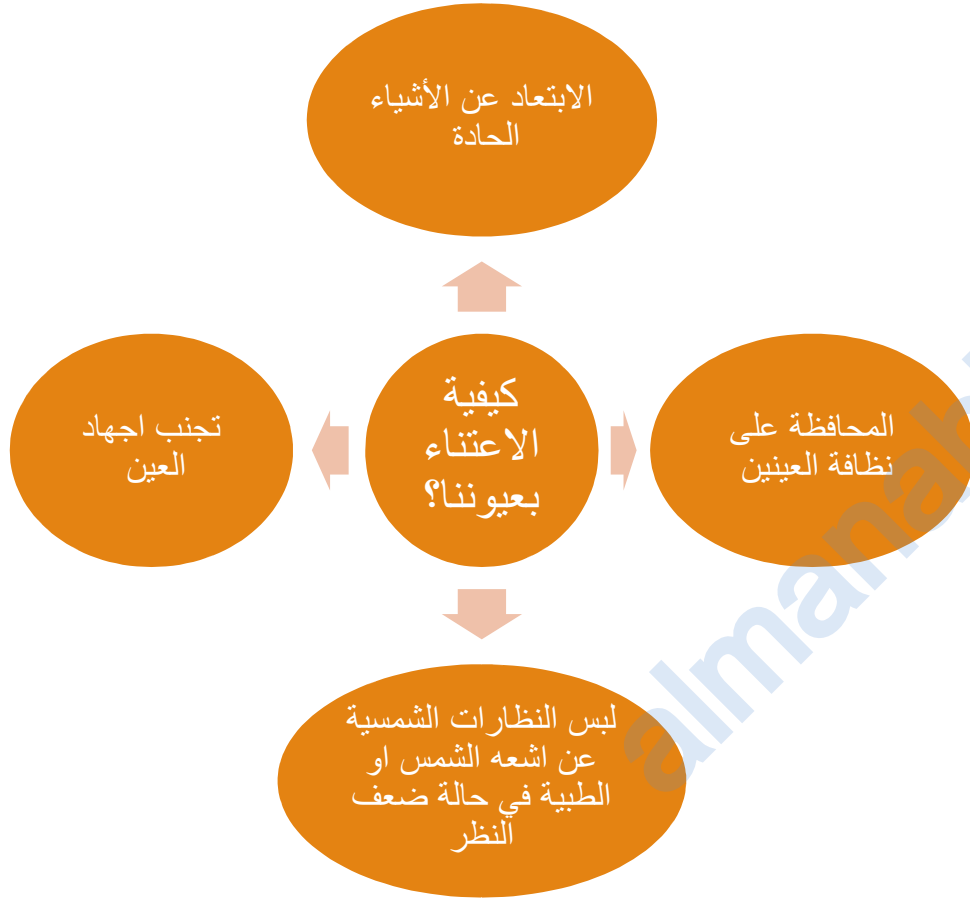 الابتعاد عن الأشياء
الحادة
كيفية
الاعتناء
بعيوننا؟
المحافظة على
نظافة العينين
تجنب اجهاد
العين
لبس النظارات الشمسية
عن اشعه الشمس او
الطبية في حالة ضعف
النظر